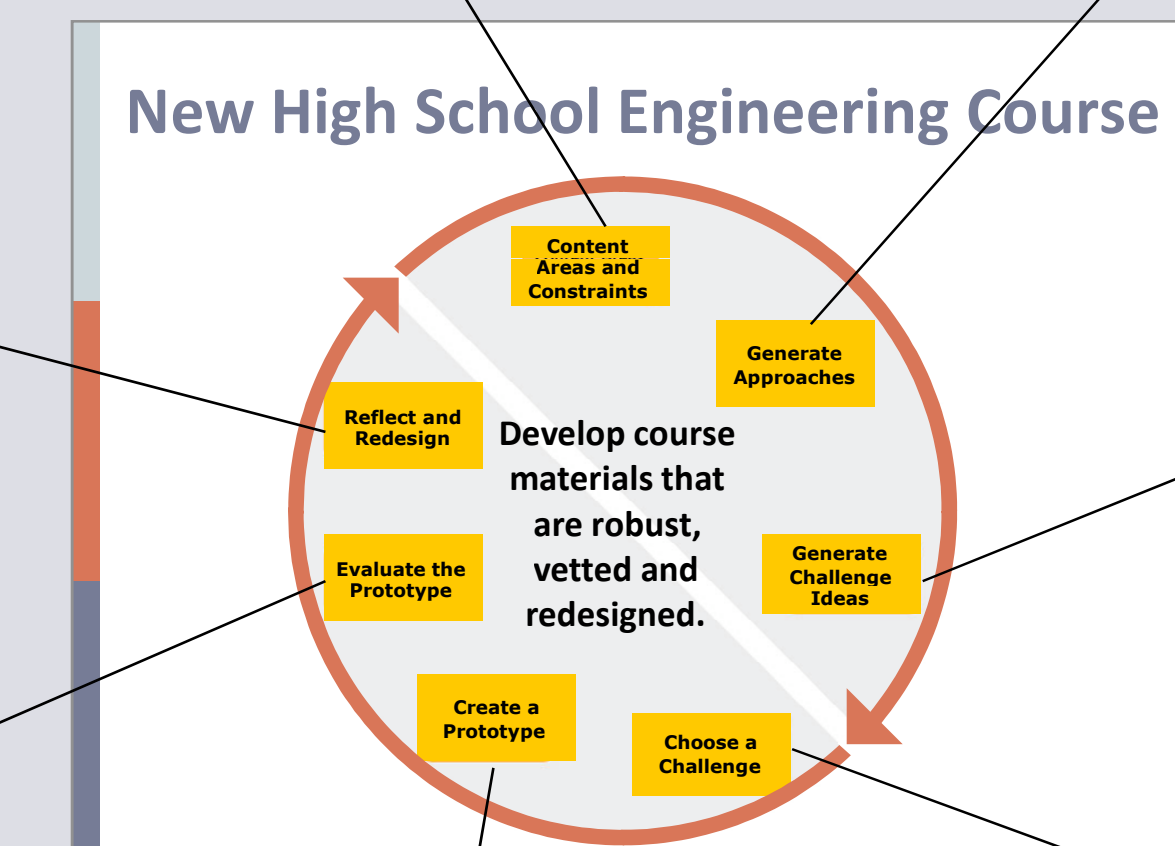 New High School Engineering Course
Content
Areas and
Constraints
Generate
Approaches
Generate
Challenge
Ideas
Choose a
Challenge
Create a
Prototype
Evaluate the
Prototype
Reflect and
Redesign
Develop course
materials that
are robust,
vetted and
redesigned.